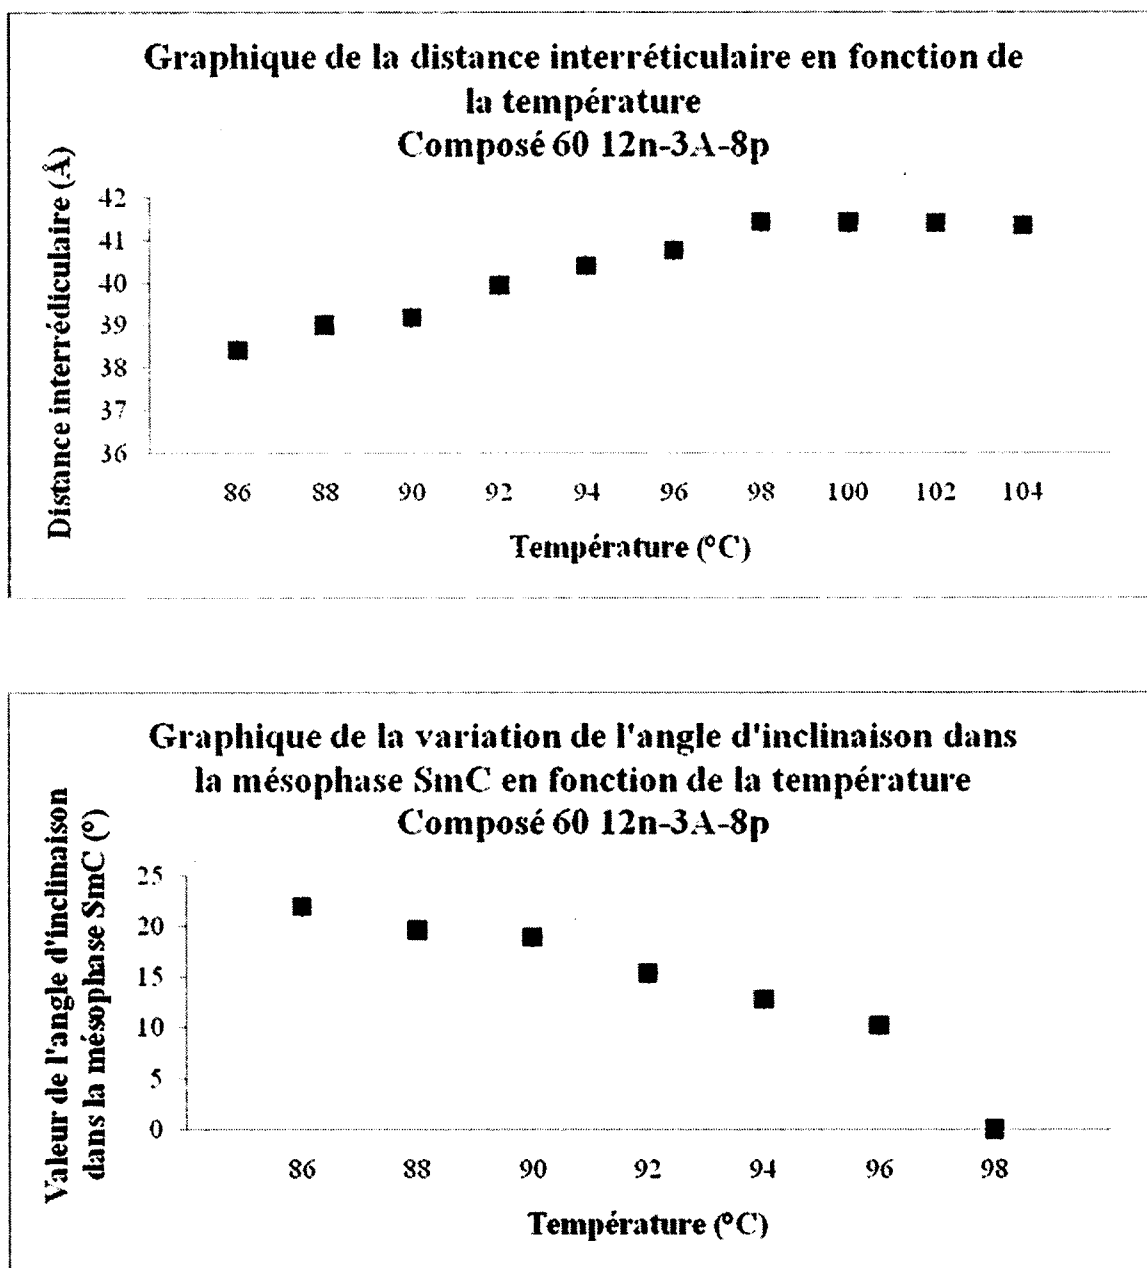 Graphique de la distance interréticulaire en fonction de
la température
Composé 60 12n-3A-8p
Distance interrédiculaire (Å)
42
41
40
39
38
37
36
86 88 90 92 94 96 98 100 102 104
Température (°C)
Graphique de la variation de l'angle d'inclinaison dans
la mésophase SmC en fonction de la température
Composé 60 12n-3A-8p
Valeur de l'angle d'inclinaison
dans la mésophase SmC (°)
25
20
15
10
5
0
86 88 90 92 94 96 98
Température (°C)